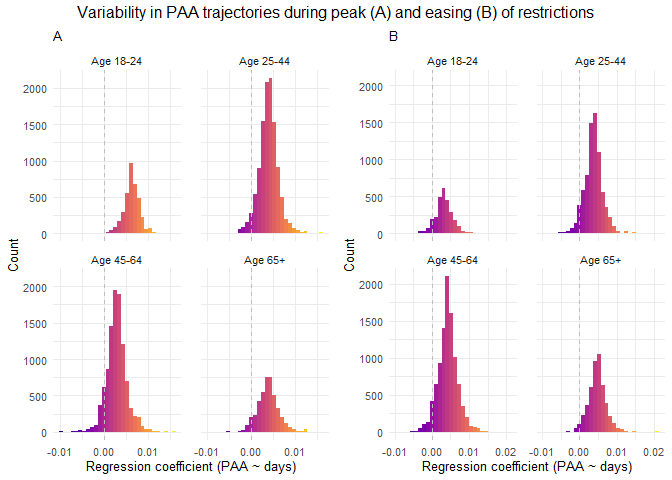 Variability in PAA trajectories during peak (A) and easing (B) of restrictions
A
B
Age 18-24
Age 25-44
Age 18-24
Age 25-44
2000
1500
1000
500
0
2000
1500
1000
500
0
Count
Count
Age 45-64
Age 65+
Age 45-64
Age 65+
2000
1500
1000
500
0
2000
1500
1000
500
0
-0.01 0.00 0.01 -0.01 0.00 0.01
-0.01 0.00 0.01 0.02 -0.01 0.00 0.01 0.02
Regression coefficient (PAA ~ days)
Regression coefficient (PAA ~ days)